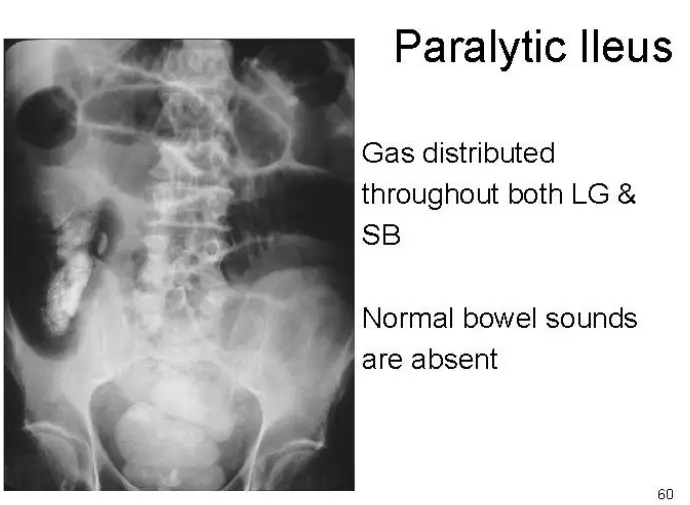 Paralytic Ileus
Gas distributed
throughout both LG &
SB
Normal bowel sounds
are absent
60